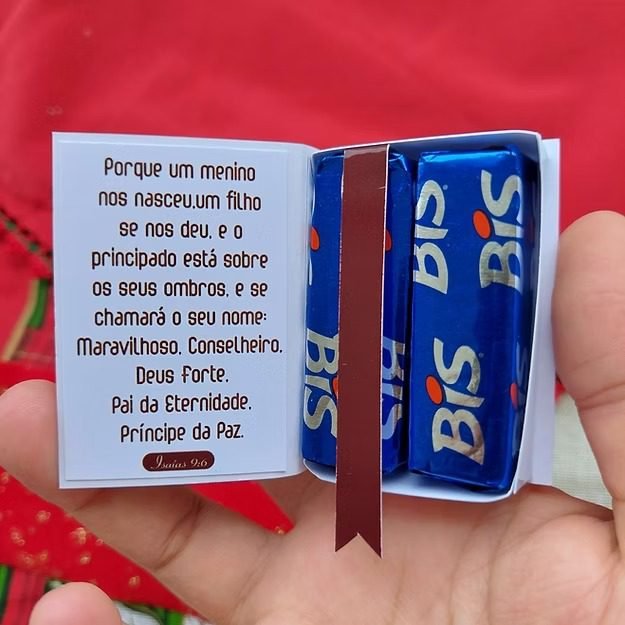 Porque um menino
nos nasceu,um filho
se nos deu, e o
principado está sobre
os seus ombros, e se
chamará o seu nome:
Maravilhoso, Conselheiro,
Deus Forte,
Pai da Eternidade,
Príncipe da Paz.
Isaías 9:6
BIS
BIS
BIS
BIS
BIS